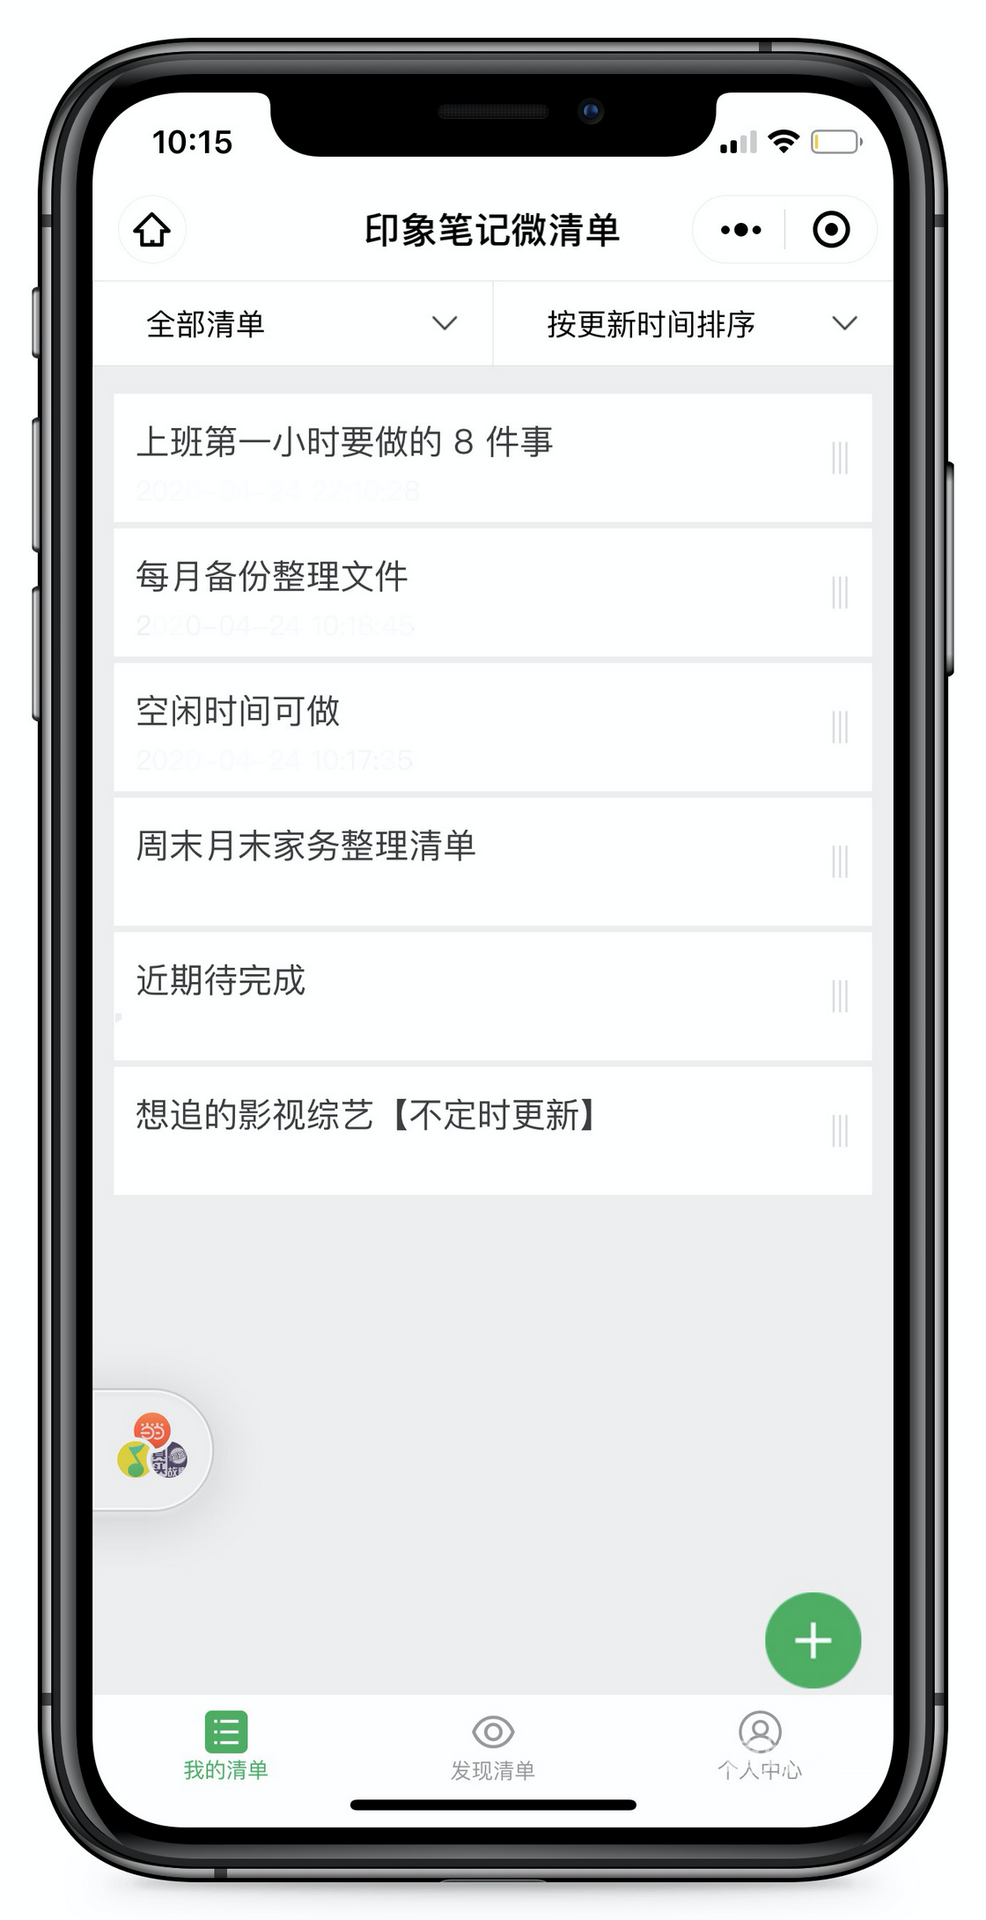 10:15
印象笔记微清单
全部清单
按更新时间排序
上班第一小时要做的 8 件事
每月备份整理文件
2020-04-24 10:18:45
空闲时间可做
2020-04-24 10:17:35
周末月末家务整理清单
近期待完成
想追的影视综艺【不定时更新】
我的清单
发现清单
个人中心